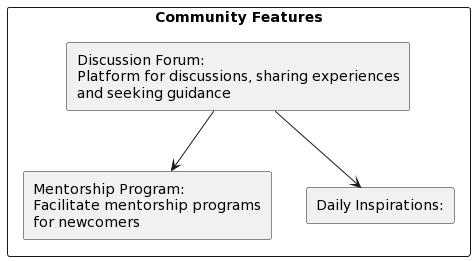 Community Features
Discussion Forum:
Platform for discussions, sharing experiences
and seeking guidance
Mentorship Program:
Facilitate mentorship programs
for newcomers
Daily Inspirations: